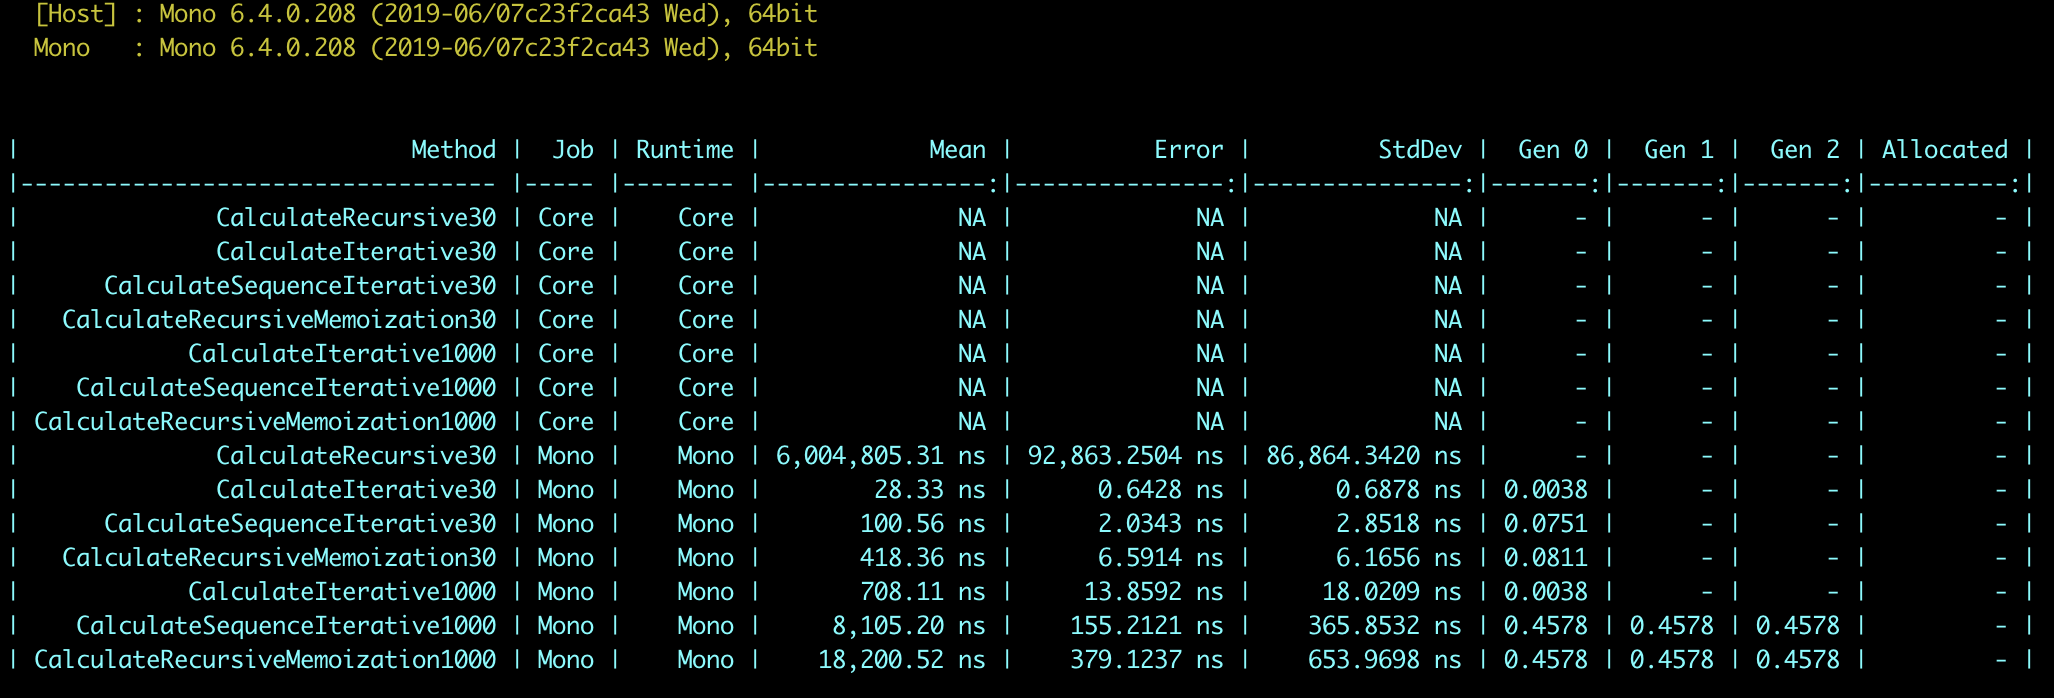 [Host] : Mono 6.4.0.208 (2019-06/07c23f2ca43 Wed), 64bit
Mono   : Mono 6.4.0.208 (2019-06/07c23f2ca43 Wed), 64bit
|                           Method |  Job | Runtime |            Mean |          Error |         StdDev |  Gen 0 |  Gen 1 |  Gen 2 | Allocated |
|--------------------------------- |----- |-------- |----------------:|---------------:|---------------:|-------:|-------:|-------:|----------:|
|             CalculateRecursive30 | Core |    Core |              NA |             NA |             NA |      - |      - |      - |         - |
|             CalculateIterative30 | Core |    Core |              NA |             NA |             NA |      - |      - |      - |         - |
|     CalculateSequenceIterative30 | Core |    Core |              NA |             NA |             NA |      - |      - |      - |         - |
|  CalculateRecursiveMemoization30 | Core |    Core |              NA |             NA |             NA |      - |      - |      - |         - |
|           CalculateIterative1000 | Core |    Core |              NA |             NA |             NA |      - |      - |      - |         - |
|   CalculateSequenceIterative1000 | Core |    Core |              NA |             NA |             NA |      - |      - |      - |         - |
| CalculateRecursiveMemoization1000 | Core |    Core |              NA |             NA |             NA |      - |      - |      - |         - |
|             CalculateRecursive30 | Mono |    Mono | 6,004,805.31 ns | 92,863.2504 ns | 86,864.3420 ns |      - |      - |      - |         - |
|             CalculateIterative30 | Mono |    Mono |        28.33 ns |      0.6428 ns |      0.6878 ns | 0.0038 |      - |      - |         - |
|     CalculateSequenceIterative30 | Mono |    Mono |       100.56 ns |      2.0343 ns |      2.8518 ns | 0.0751 |      - |      - |         - |
|  CalculateRecursiveMemoization30 | Mono |    Mono |       418.36 ns |      6.5914 ns |      6.1656 ns | 0.0811 |      - |      - |         - |
|           CalculateIterative1000 | Mono |    Mono |       708.11 ns |     13.8592 ns |     18.0209 ns | 0.0038 |      - |      - |         - |
|   CalculateSequenceIterative1000 | Mono |    Mono |     8,105.20 ns |    155.2121 ns |    365.8532 ns | 0.4578 | 0.4578 | 0.4578 |         - |
| CalculateRecursiveMemoization1000 | Mono |    Mono |    18,200.52 ns |    379.1237 ns |    653.9698 ns | 0.4578 | 0.4578 | 0.4578 |         - |